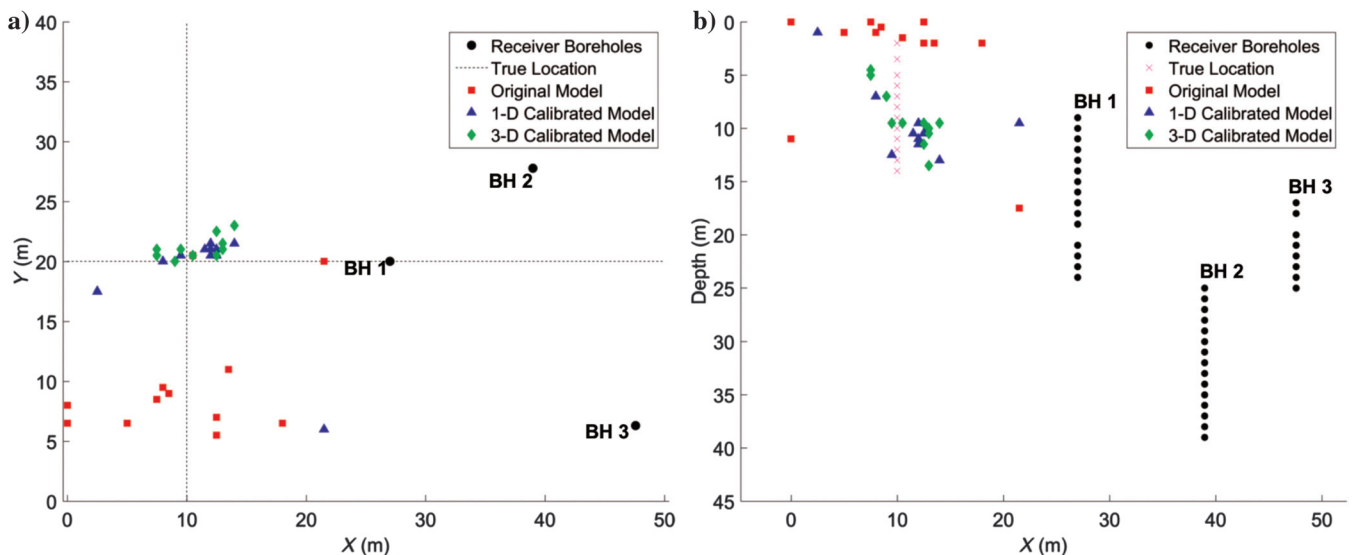 a)
40
35
30
25
20
15
10
5
0
Y (m)
0 10 20 30 40 50
X (m)
Receiver Boreholes
True Location
Original Model
1-D Calibrated Model
3-D Calibrated Model
BH 2
BH 1
BH 3
b)
0
5
10
15
20
25
30
35
40
45
Depth (m)
0 10 20 30 40 50
X (m)
Receiver Boreholes
True Location
Original Model
1-D Calibrated Model
3-D Calibrated Model
BH 1
BH 3
BH 2